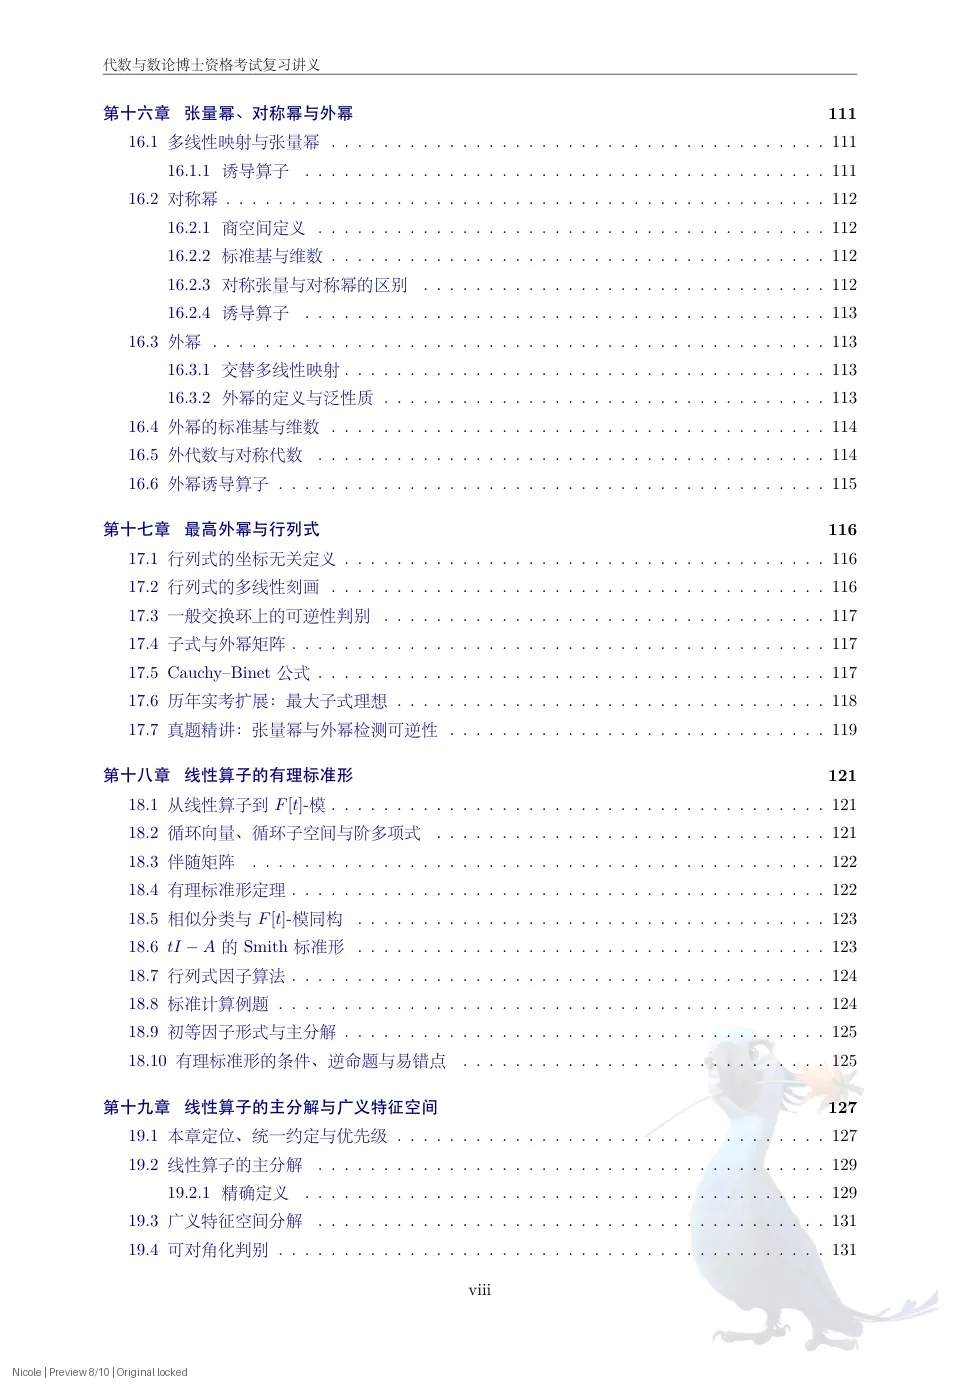 代数与数论博士资格考试复习讲义
第十六章 张量幂、对称幂与外幂 111
16.1 多线性映射与张量幂 . . . . . . . . . . . . . . . . . . . . . . . . . . . . . . . . . . . . . . 111
16.1.1 诱导算子 . . . . . . . . . . . . . . . . . . . . . . . . . . . . . . . . . . . . . . . . 111
16.2 对称幂 . . . . . . . . . . . . . . . . . . . . . . . . . . . . . . . . . . . . . . . . . . . . . . 112
16.2.1 商空间定义 . . . . . . . . . . . . . . . . . . . . . . . . . . . . . . . . . . . . . . . 112
16.2.2 标准基与维数 . . . . . . . . . . . . . . . . . . . . . . . . . . . . . . . . . . . . . . 112
16.2.3 对称张量与对称幂的区别 . . . . . . . . . . . . . . . . . . . . . . . . . . . . . . . 112
16.2.4 诱导算子 . . . . . . . . . . . . . . . . . . . . . . . . . . . . . . . . . . . . . . . . 113
16.3 外幂 . . . . . . . . . . . . . . . . . . . . . . . . . . . . . . . . . . . . . . . . . . . . . . . 113
16.3.1 交替多线性映射 . . . . . . . . . . . . . . . . . . . . . . . . . . . . . . . . . . . . . 113
16.3.2 外幂的定义与泛性质 . . . . . . . . . . . . . . . . . . . . . . . . . . . . . . . . . . 113
16.4 外幂的标准基与维数 . . . . . . . . . . . . . . . . . . . . . . . . . . . . . . . . . . . . . . 114
16.5 外代数与对称代数 . . . . . . . . . . . . . . . . . . . . . . . . . . . . . . . . . . . . . . . 114
16.6 外幂诱导算子 . . . . . . . . . . . . . . . . . . . . . . . . . . . . . . . . . . . . . . . . . . 115
第十七章 最高外幂与行列式 116
17.1 行列式的坐标无关定义 . . . . . . . . . . . . . . . . . . . . . . . . . . . . . . . . . . . . . 116
17.2 行列式的多线性刻画 . . . . . . . . . . . . . . . . . . . . . . . . . . . . . . . . . . . . . . 116
17.3 一般交换环上的可逆性判别 . . . . . . . . . . . . . . . . . . . . . . . . . . . . . . . . . . 117
17.4 子式与外幂矩阵 . . . . . . . . . . . . . . . . . . . . . . . . . . . . . . . . . . . . . . . . . 117
17.5 Cauchy–Binet 公式 . . . . . . . . . . . . . . . . . . . . . . . . . . . . . . . . . . . . . . . 117
17.6 历年实考扩展：最大子式理想 . . . . . . . . . . . . . . . . . . . . . . . . . . . . . . . . . 118
17.7 真题精讲：张量幂与外幂检测可逆性 . . . . . . . . . . . . . . . . . . . . . . . . . . . . . 119
第十八章 线性算子的有理标准形 121
18.1 从线性算子到 F[t]-模 . . . . . . . . . . . . . . . . . . . . . . . . . . . . . . . . . . . . . . 121
18.2 循环向量、循环子空间与阶多项式 . . . . . . . . . . . . . . . . . . . . . . . . . . . . . . 121
18.3 伴随矩阵 . . . . . . . . . . . . . . . . . . . . . . . . . . . . . . . . . . . . . . . . . . . . 122
18.4 有理标准形定理 . . . . . . . . . . . . . . . . . . . . . . . . . . . . . . . . . . . . . . . . . 122
18.5 相似分类与 F[t]-模同构 . . . . . . . . . . . . . . . . . . . . . . . . . . . . . . . . . . . . 123
18.6 tI − A 的 Smith 标准形 . . . . . . . . . . . . . . . . . . . . . . . . . . . . . . . . . . . . 123
18.7 行列式因子算法 . . . . . . . . . . . . . . . . . . . . . . . . . . . . . . . . . . . . . . . . . 124
18.8 标准计算例题 . . . . . . . . . . . . . . . . . . . . . . . . . . . . . . . . . . . . . . . . . . 124
18.9 初等因子形式与主分解 . . . . . . . . . . . . . . . . . . . . . . . . . . . . . . . . . . . . . 125
18.10 有理标准形的条件、逆命题与易错点 . . . . . . . . . . . . . . . . . . . . . . . . . . . . 125
第十九章 线性算子的主分解与广义特征空间 127
19.1 本章定位、统一约定与优先级 . . . . . . . . . . . . . . . . . . . . . . . . . . . . . . . . . 127
19.2 线性算子的主分解 . . . . . . . . . . . . . . . . . . . . . . . . . . . . . . . . . . . . . . . 129
19.2.1 精确定义 . . . . . . . . . . . . . . . . . . . . . . . . . . . . . . . . . . . . . . . . 129
19.3 广义特征空间分解 . . . . . . . . . . . . . . . . . . . . . . . . . . . . . . . . . . . . . . . 131
19.4 可对角化判别 . . . . . . . . . . . . . . . . . . . . . . . . . . . . . . . . . . . . . . . . . . 131
viii
Nicole | Preview 8/10 | Original locked